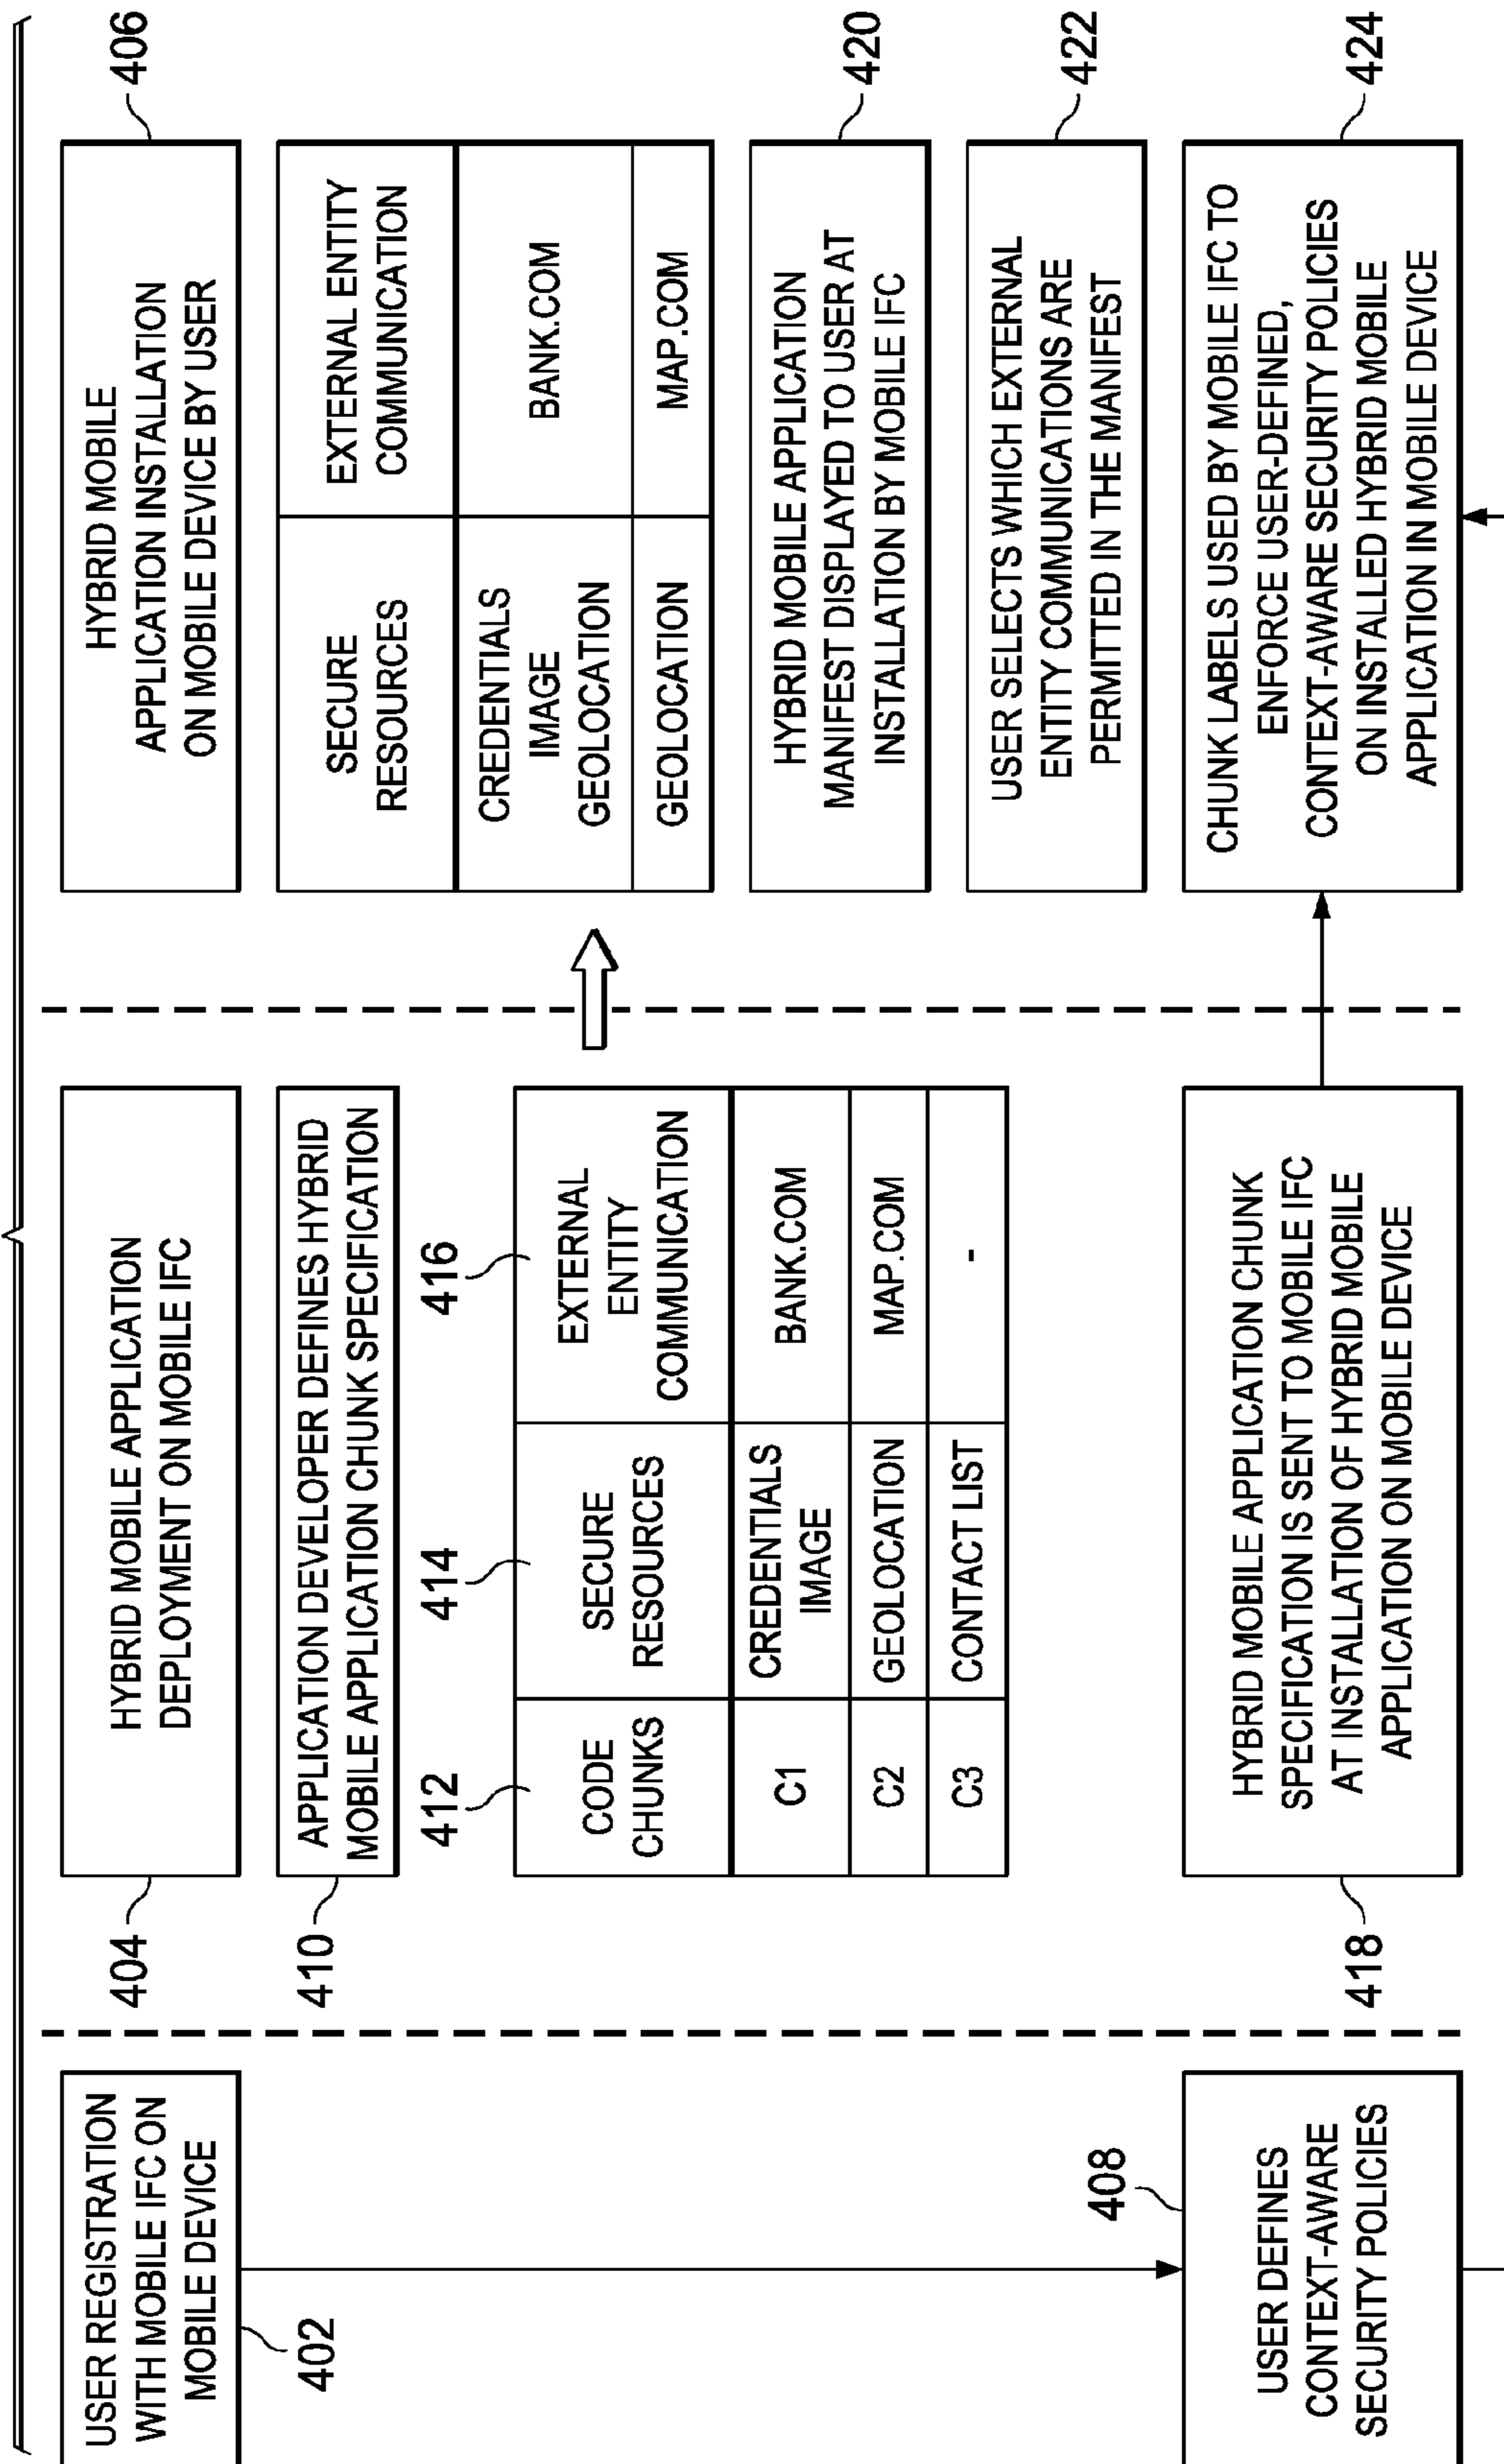 USER REGISTRATION
WITH MOBILE IFC ON
MOBILE DEVICE
402
408
USER DEFINES
CONTEXT-AWARE
SECURITY POLICIES
404
HYBRID MOBILE APPLICATION
DEPLOYMENT ON MOBILE IFC
410
APPLICATION DEVELOPER DEFINES HYBRID
MOBILE APPLICATION CHUNK SPECIFICATION
412
414
416
CODE
CHUNKS
SECURE
RESOURCES
EXTERNAL
ENTITY
COMMUNICATION
C1
CREDENTIALS
IMAGE
BANK.COM
C2
GEOLOCATION
MAP.COM
C3
CONTACT LIST
-
418
HYBRID MOBILE APPLICATION CHUNK
SPECIFICATION IS SENT TO MOBILE IFC
AT INSTALLATION OF HYBRID MOBILE
APPLICATION ON MOBILE DEVICE
HYBRID MOBILE
APPLICATION INSTALLATION
ON MOBILE DEVICE BY USER
406
SECURE
RESOURCES
EXTERNAL ENTITY
COMMUNICATION
CREDENTIALS
IMAGE
GEOLOCATION
BANK.COM
GEOLOCATION
MAP.COM
HYBRID MOBILE APPLICATION
MANIFEST DISPLAYED TO USER AT
INSTALLATION BY MOBILE IFC
420
USER SELECTS WHICH EXTERNAL
ENTITY COMMUNICATIONS ARE
PERMITTED IN THE MANIFEST
422
CHUNK LABELS USED BY MOBILE IFC TO
ENFORCE USER-DEFINED,
CONTEXT-AWARE SECURITY POLICIES
ON INSTALLED HYBRID MOBILE
APPLICATION IN MOBILE DEVICE
424